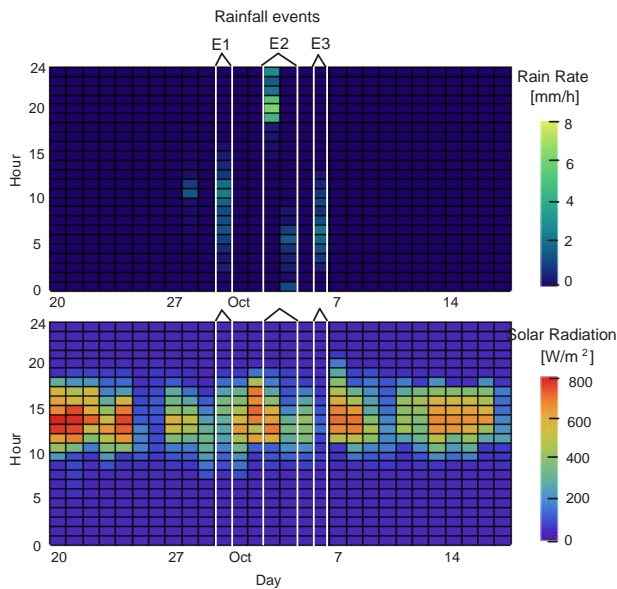 Rainfall events
E1 E2 E3
24
20
15
10
5
0
Hour
20 27 Oct 7 14
Rain Rate
[mm/h]
8
6
4
2
0
24
20
15
10
5
0
Hour
20 27 Oct 7 14
Day
Solar Radiation
[W/m 2]
800
600
400
200
0